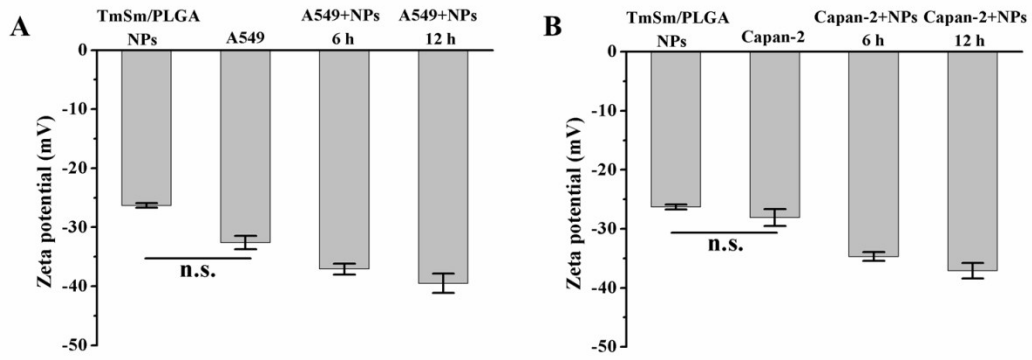 A
TmSm/PLGA
NPs
A549
A549+NPs
6 h
A549+NPs
12 h
0
-10
-20
-30
-40
-50
Zeta potential (mV)
n.s.
B
TmSm/PLGA
NPs
Capan-2
Capan-2+NPs
6 h
Capan-2+NPs
12 h
0
-10
-20
-30
-40
-50
Zeta potential (mV)
n.s.